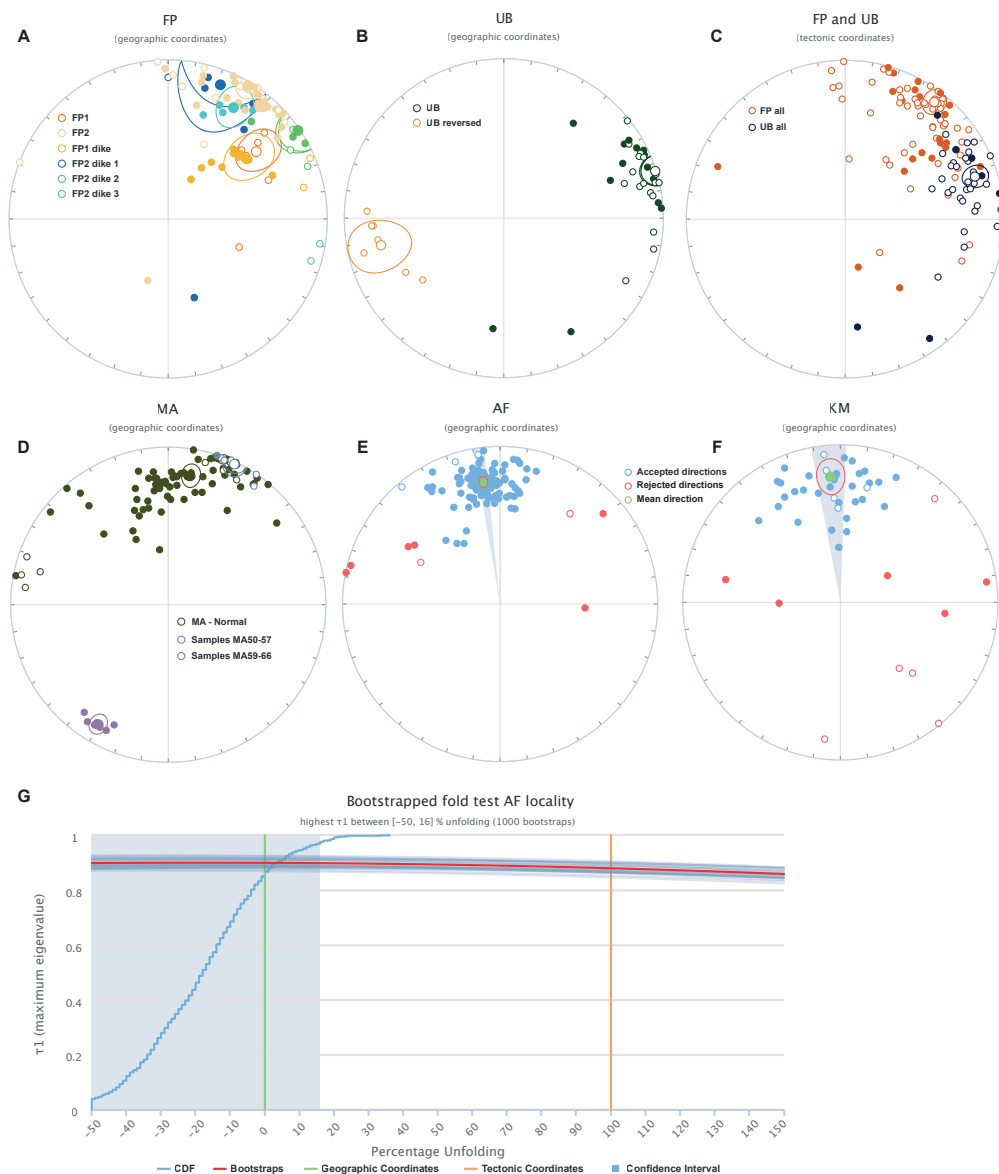 A
FP
(geographic coordinates)
FP1
FP2
FP1 dike
FP2 dike 1
FP2 dike 2
FP2 dike 3
B
UB
(geographic coordinates)
UB
UB reversed
C
FP and UB
(tectonic coordinates)
FP all
UB all
D
MA
(geographic coordinates)
MA - Normal
Samples MA50-57
Samples MA59-66
E
AF
(geographic coordinates)
F
KM
(geographic coordinates)
Accepted directions
Rejected directions
Mean direction
G
Bootstrapped fold test AF locality
highest τ1 between [-50, 16] % unfolding (1000 bootstraps)
τ1 (maximum eigenvalue)
1
0.8
0.6
0.4
0.2
0
-50 -40 -30 -20 -10 0 10 20 30 40 50 60 70 80 90 100 110 120 130 140 150
Percentage Unfolding
CDF Bootstraps Geographic Coordinates Tectonic Coordinates Confidence Interval